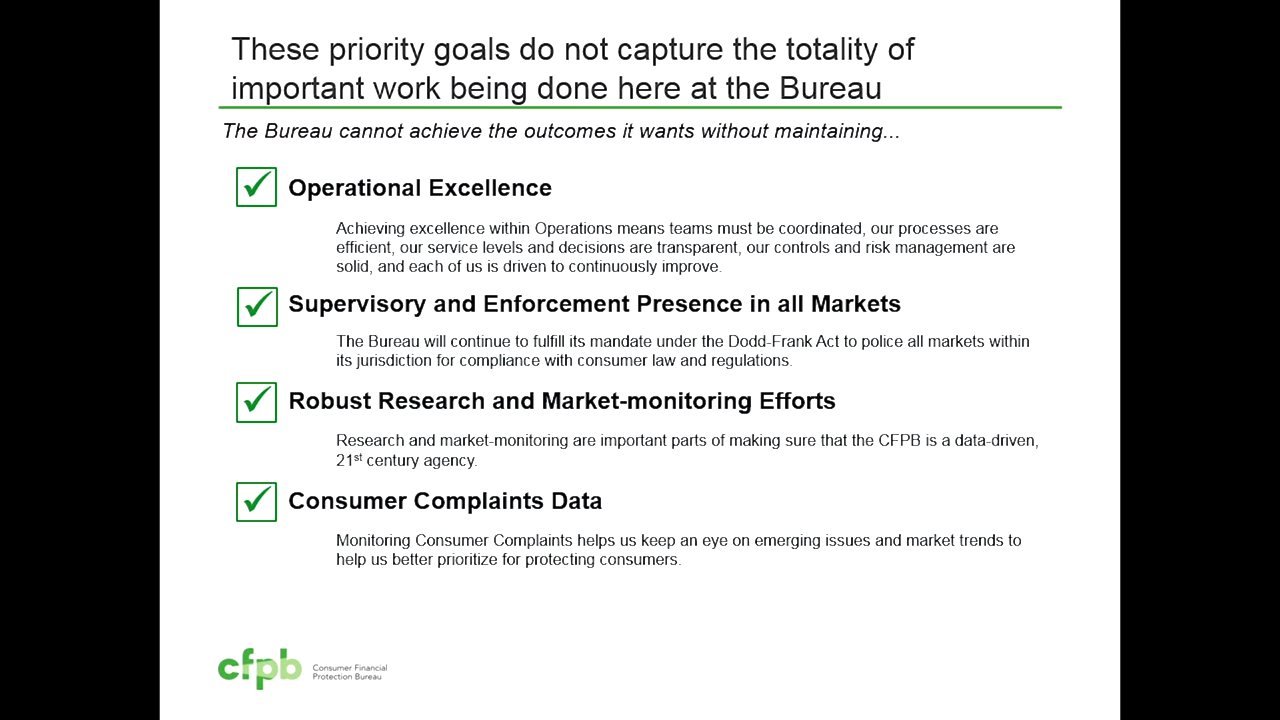 These priority goals do not capture the totality of
important work being done here at the Bureau
The Bureau cannot achieve the outcomes it wants without maintaining...
Operational Excellence
Achieving excellence within Operations means teams must be coordinated, our processes are
efficient, our service levels and decisions are transparent, our controls and risk management are
solid, and each of us is driven to continuously improve.
Supervisory and Enforcement Presence in all Markets
The Bureau will continue to fulfill its mandate under the Dodd-Frank Act to police all markets within
its jurisdiction for compliance with consumer law and regulations.
Robust Research and Market-monitoring Efforts
Research and market-monitoring are important parts of making sure that the CFPB is a data-driven,
21st century agency.
Consumer Complaints Data
Monitoring Consumer Complaints helps us keep an eye on emerging issues and market trends to
help us better prioritize for protecting consumers.
cfpb
Consumer Financial
Protection Bureau